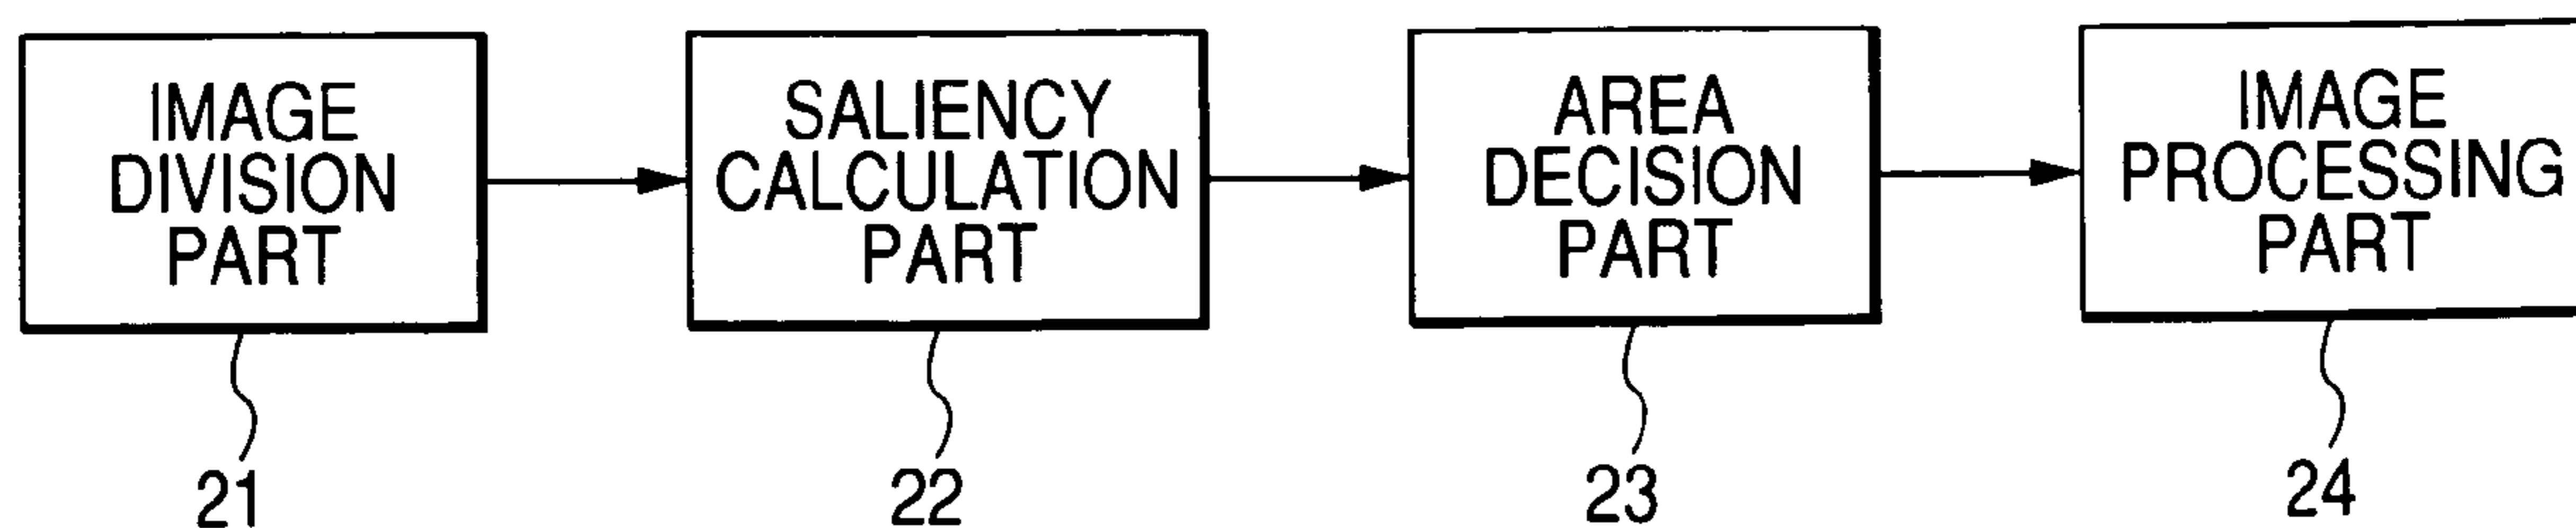 IMAGE
DIVISION
PART
SALIENCY
CALCULATION
PART
AREA
DECISION
PART
IMAGE
PROCESSING
PART
21
22
23
24